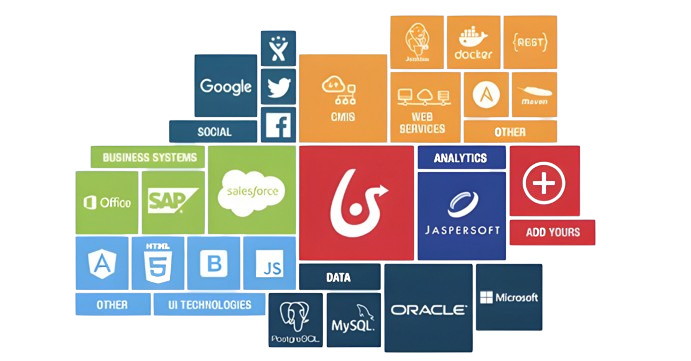 Jenkins
docker
{REST}
Google
CMIS
WEB
SERVICES
maven
SOCIAL
OTHER
BUSINESS SYSTEMS
ANALYTICS
Office
SAP
salesforce
JASPERSOFT
ADD YOURS
HTML
5
B
JS
DATA
OTHER
UI TECHNOLOGIES
PostgreSQL
MySQL
ORACLE
Microsoft